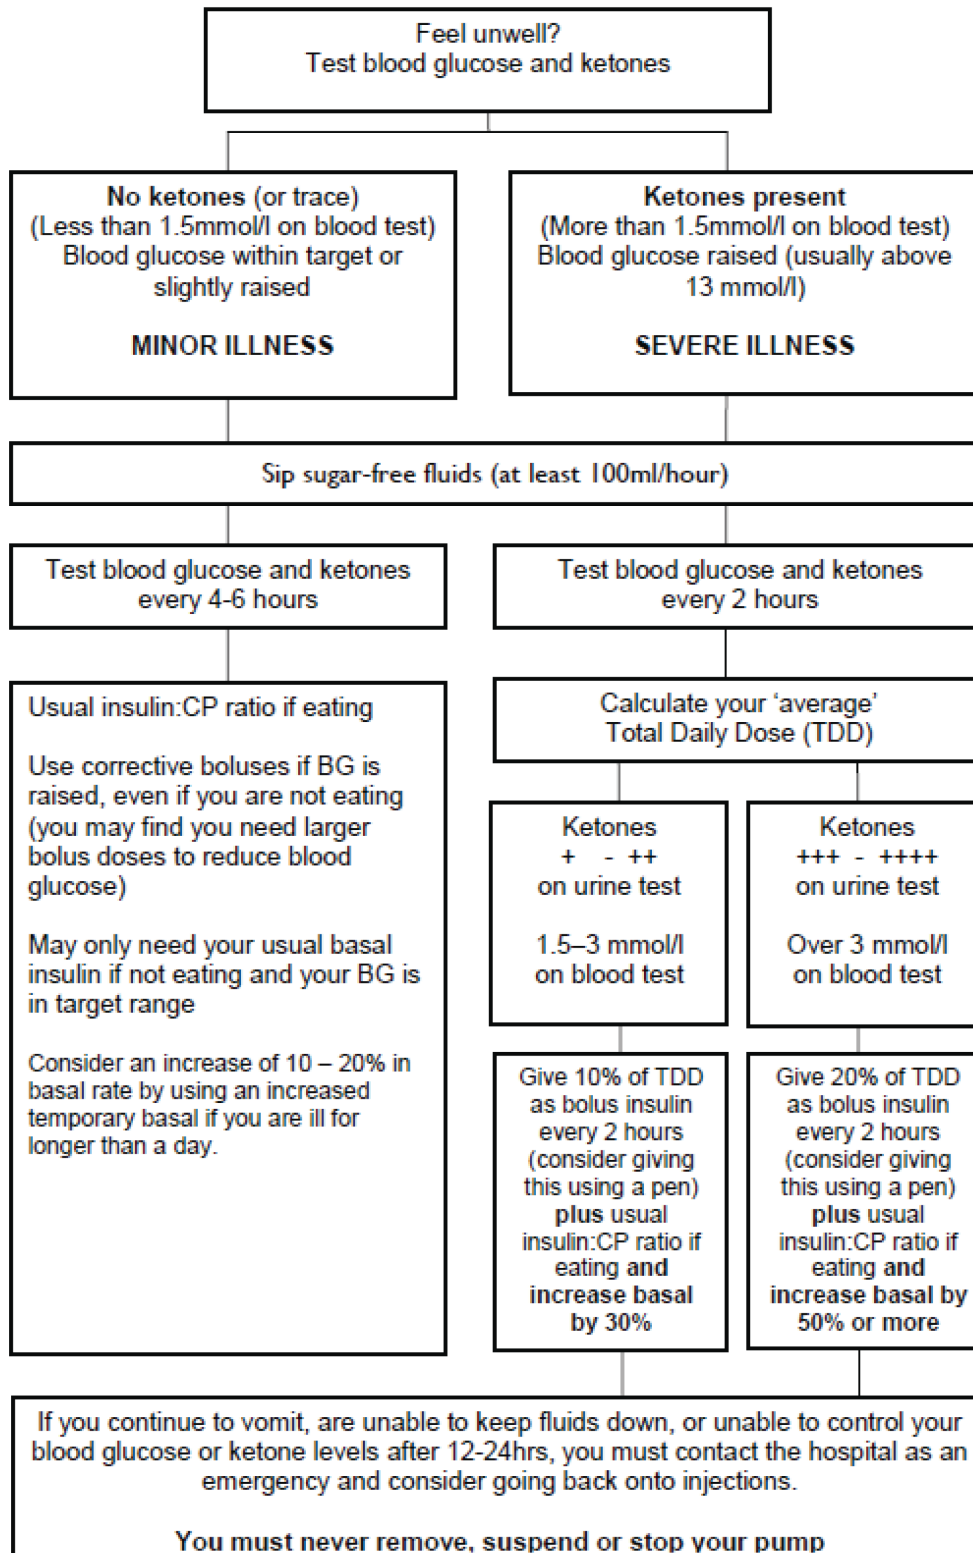 Feel unwell?
Test blood glucose and ketones
No ketones (or trace)
(Less than 1.5mmol/l on blood test)
Blood glucose within target or
slightly raised
MINOR ILLNESS
Ketones present
(More than 1.5mmol/l on blood test)
Blood glucose raised (usually above
13 mmol/l)
SEVERE ILLNESS
Sip sugar-free fluids (at least 100ml/hour)
Test blood glucose and ketones
every 4-6 hours
Test blood glucose and ketones
every 2 hours
Usual insulin:CP ratio if eating
Use corrective boluses if BG is
raised, even if you are not eating
(you may find you need larger
bolus doses to reduce blood
glucose)
May only need your usual basal
insulin if not eating and your BG is
in target range
Consider an increase of 10 – 20% in
basal rate by using an increased
temporary basal if you are ill for
longer than a day.
Calculate your ‘average’
Total Daily Dose (TDD)
Ketones
+ - ++
on urine test
1.5–3 mmol/l
on blood test
Ketones
+++ - ++++
on urine test
Over 3 mmol/l
on blood test
Give 10% of TDD
as bolus insulin
every 2 hours
(consider giving
this using a pen)
plus usual
insulin:CP ratio if
eating and
increase basal
by 30%
Give 20% of TDD
as bolus insulin
every 2 hours
(consider giving
this using a pen)
plus usual
insulin:CP ratio if
eating and
increase basal by
50% or more
If you continue to vomit, are unable to keep fluids down, or unable to control your
blood glucose or ketone levels after 12-24hrs, you must contact the hospital as an
emergency and consider going back onto injections.
You must never remove, suspend or stop your pump